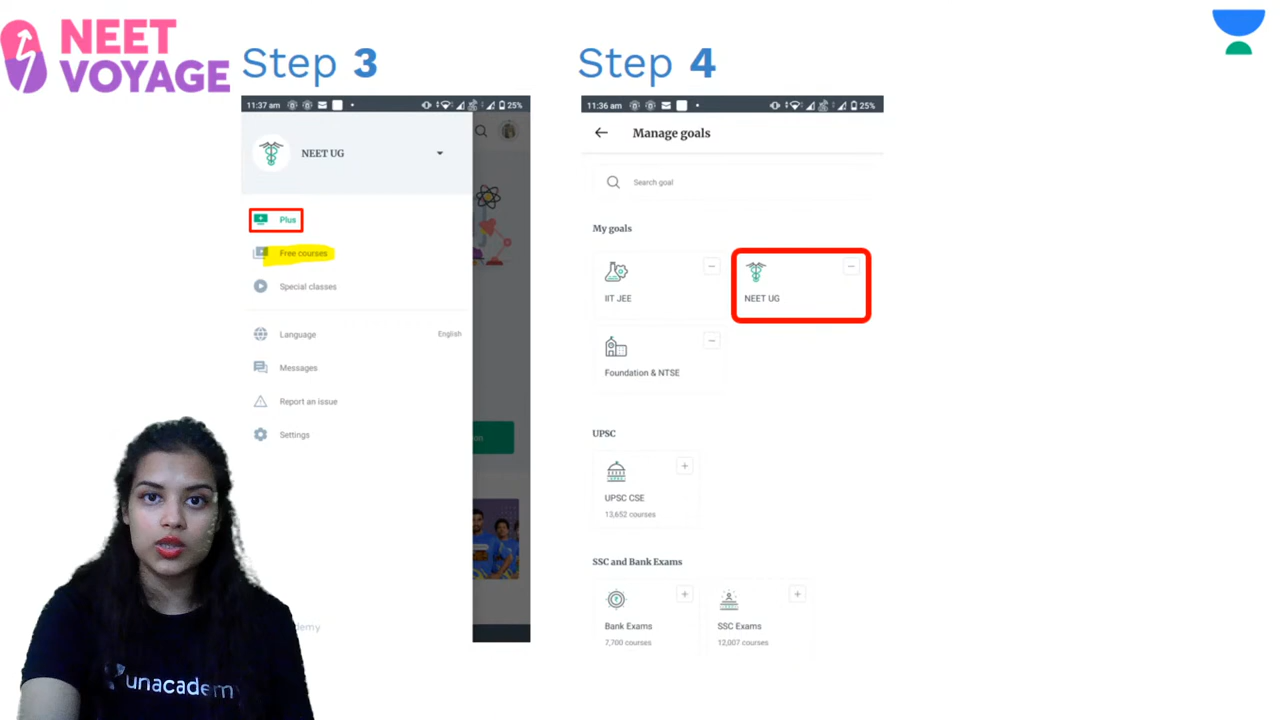 NEET
VOYAGE
Step 3
11:37 am
25%
NEET UG
Plus
Free courses
Special classes
Language English
Messages
Report an issue
Settings
demy
unacademy
Step 4
11:36 am
25%
Manage goals
Search goal
My goals
IIT JEE
NEET UG
Foundation & NTSE
UPSC
UPSC CSE
13,652 courses
SSC and Bank Exams
Bank Exams
7,700 courses
SSC Exams
12,007 courses